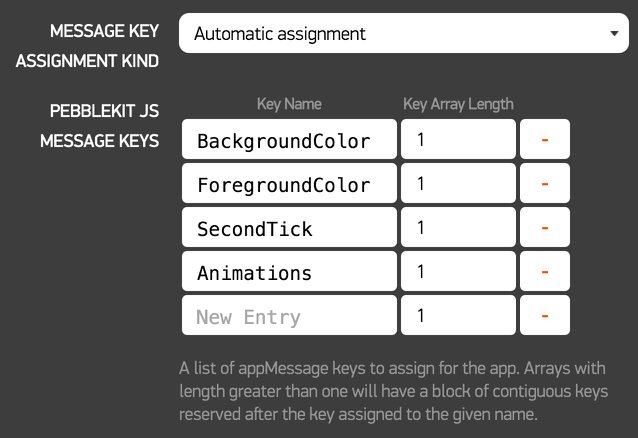 MESSAGE KEY
ASSIGNMENT KIND
Automatic assignment
PEBBLEKIT JS
MESSAGE KEYS
Key Name Key Array Length
BackgroundColor 1 -
ForegroundColor 1 -
SecondTick 1 -
Animations 1 -
New Entry 1 -
A list of appMessage keys to assign for the app. Arrays with
length greater than one will have a block of contiguous keys
reserved after the key assigned to the given name.